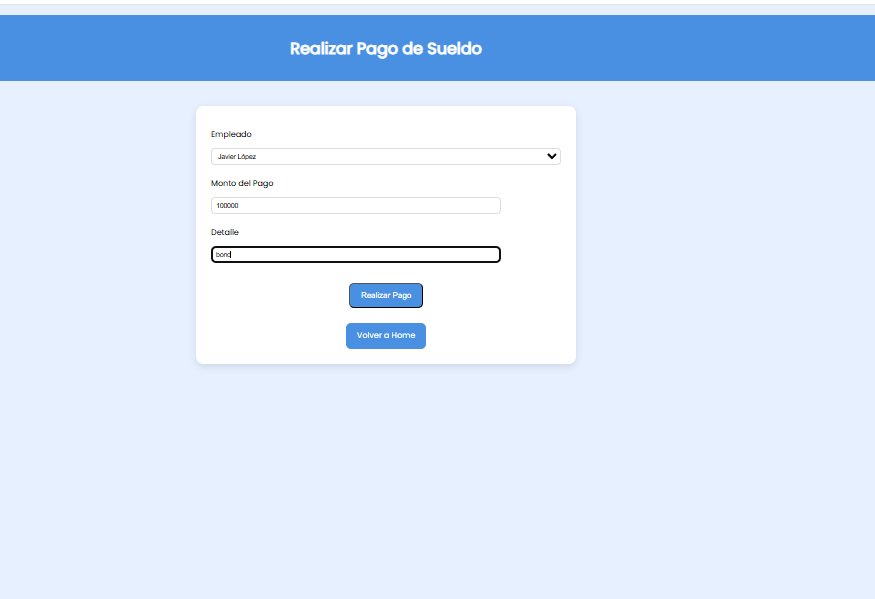 Realizar Pago de Sueldo
Empleado
Javier López
Monto del Pago
100000
Detalle
bono
Realizar Pago
Volver a Home